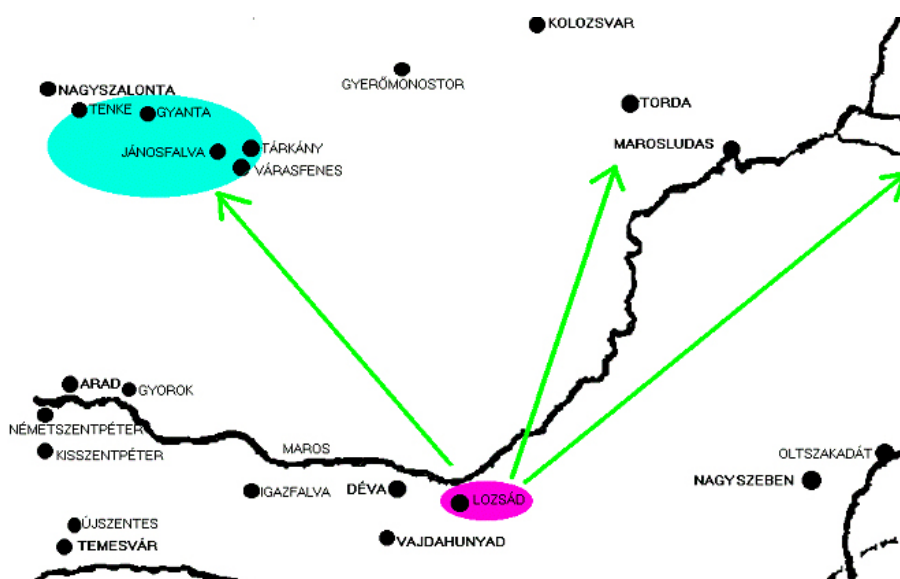 KOLOZSVAR
GYERŐMONOSTOR
NAGYSZALONTA
TENKE
GYANTA
TORDA
JÁNOSFALVA
TÁRKÁNY
MAROSLUDAS
VÁRASFENES
ARAD
GYOROK
NÉMETSZENTPÉTER
MAROS
KISSZENTPÉTER
OLTSZAKADÁT
IGAZFALVA
DÉVA
LOZSÁD
NAGYSZEBEN
ÚJSZENTES
TEMESVÁR
VAJDAHUNYAD